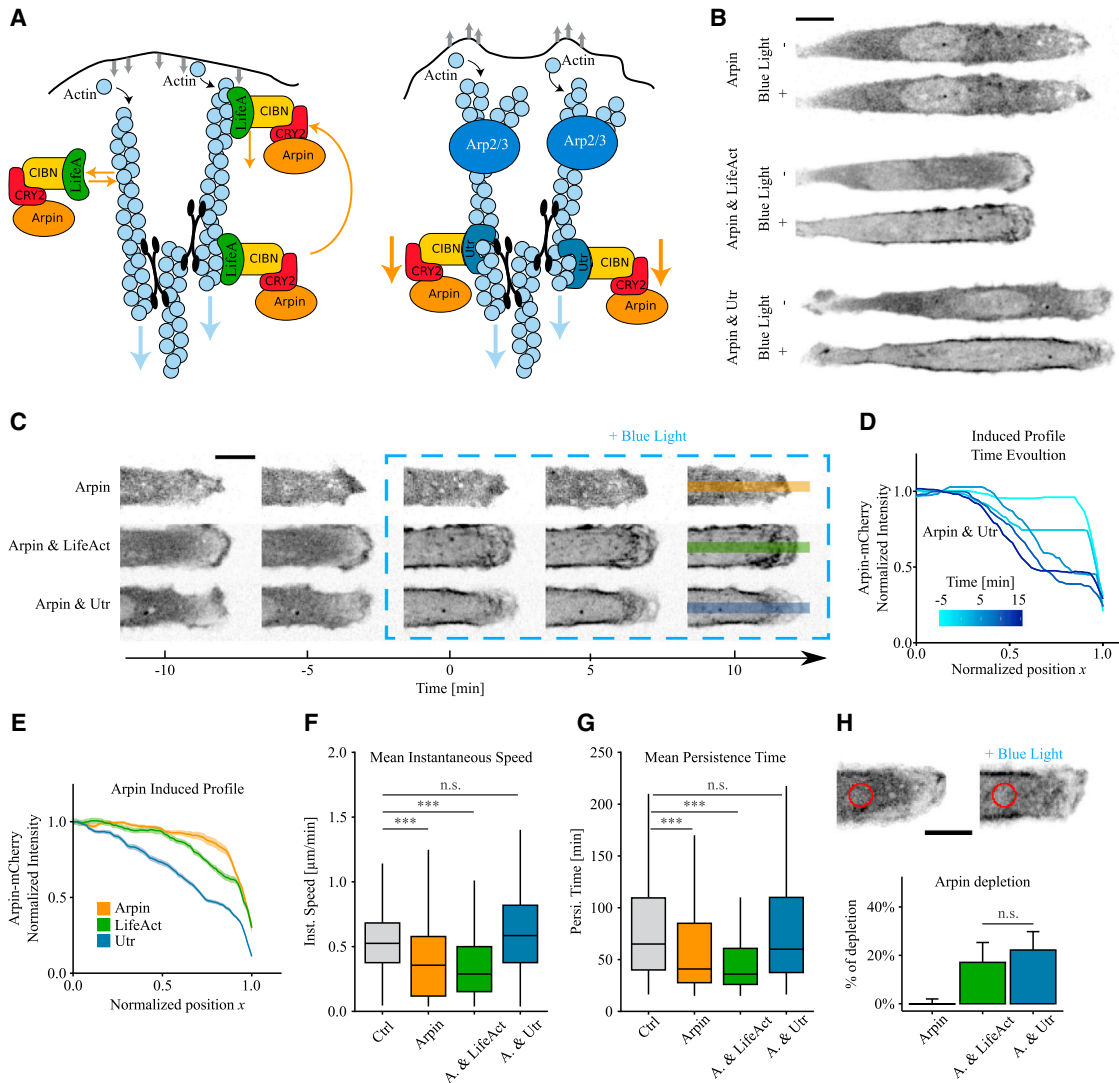 A
Actin
Actin
LifeA
CIBN
CRY2
Arpin
CIBN
LifeA
CRY2
Arpin
LifeA
CIBN
CRY2
Arpin
Actin
Actin
Arp2/3
Arp2/3
CIBN
Utr
CRY2
Arpin
Utr
CIBN
CRY2
Arpin
B
Arpin
Blue Light
-
+
Arpin & LifeAct
Blue Light
-
+
Arpin & Utr
Blue Light
-
+
C
+ Blue Light
Arpin
Arpin & LifeAct
Arpin & Utr
-10
-5
0
5
10
Time [min]
D
Induced Profile
Time Evoultion
Arpin-mCherry
Normalized Intensity
1.0
0.5
0.0
Arpin & Utr
Time [min]
-5
5
15
0.0
0.5
1.0
Normalized position x
E
Arpin Induced Profile
Arpin-mCherry
Normalized Intensity
1.0
0.5
0.0
Arpin
LifeAct
Utr
0.0
0.5
1.0
Normalized position x
F
Mean Instantaneous Speed
Inst. Speed [µm/min]
2.0
1.5
1.0
0.5
0.0
n.s.
***
***
Ctrl
Arpin
A. & LifeAct
A. & Utr
G
Mean Persistence Time
Persi. Time [min]
250
200
150
100
50
0
n.s.
***
***
Ctrl
Arpin
A. & LifeAct
A. & Utr
H
+ Blue Light
Arpin depletion
% of depletion
40%
20%
0%
n.s.
Arpin
A. & LifeAct
A. & Utr